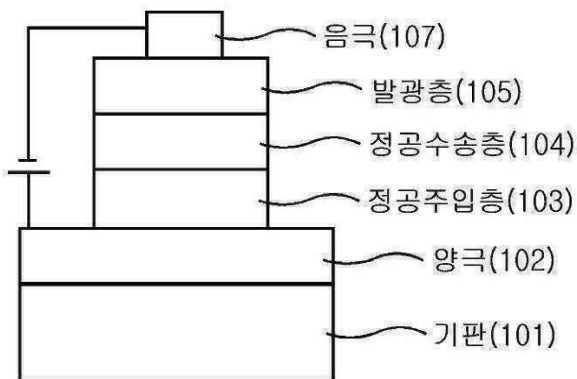 음극(107)
발광층(105)
정공수송층(104)
정공주입층(103)
양극(102)
기판(101)